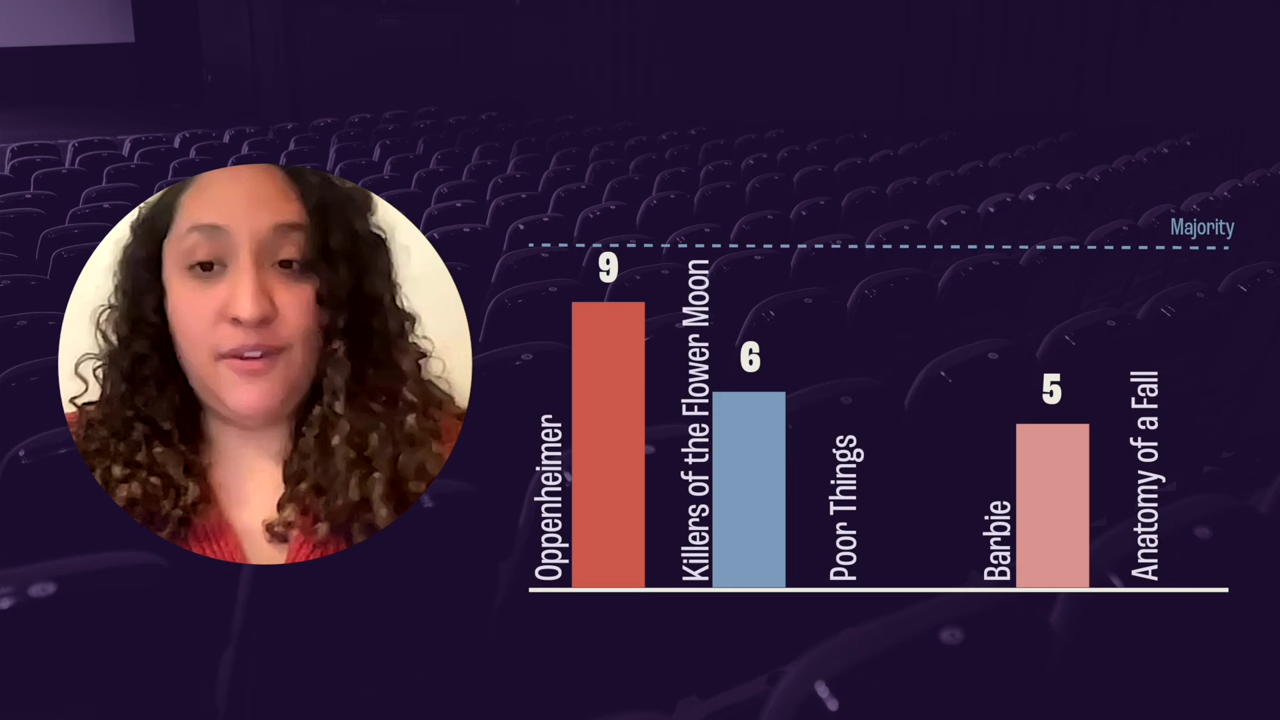 Majority
9
Oppenheimer
6
Killers of the Flower Moon
Poor Things
5
Barbie
Anatomy of a Fall